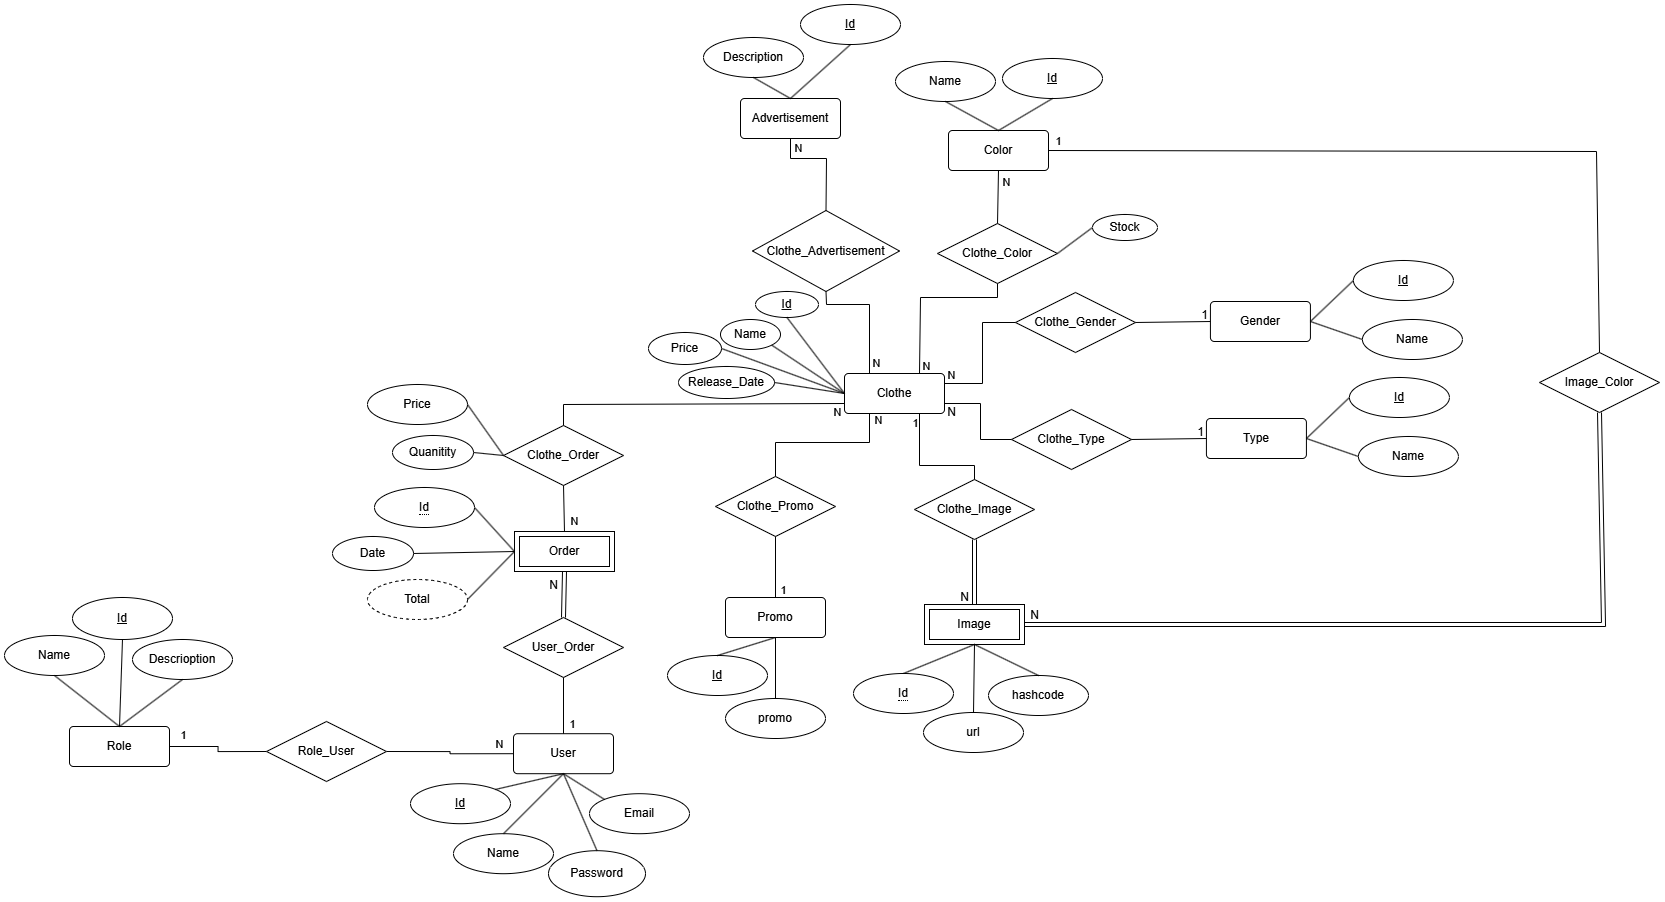 Id
Description
Advertisement
N
Name
Id
Color
1
N
Clothe_Advertisement
Clothe_Color
Stock
Id
Name
Price
Release_Date
N
N
Clothe
N
N
N
N
1
Clothe_Gender
1
Gender
Id
Name
Image_Color
Clothe_Type
1
Type
Id
Name
Price
Quanitity
Clothe_Order
N
Id
Date
Total
Order
N
Clothe_Promo
1
Promo
Id
promo
Clothe_Image
N
Image
N
Id
url
hashcode
User_Order
1
Id
Name
Descrioption
Role
1
Role_User
N
User
Id
Name
Password
Email